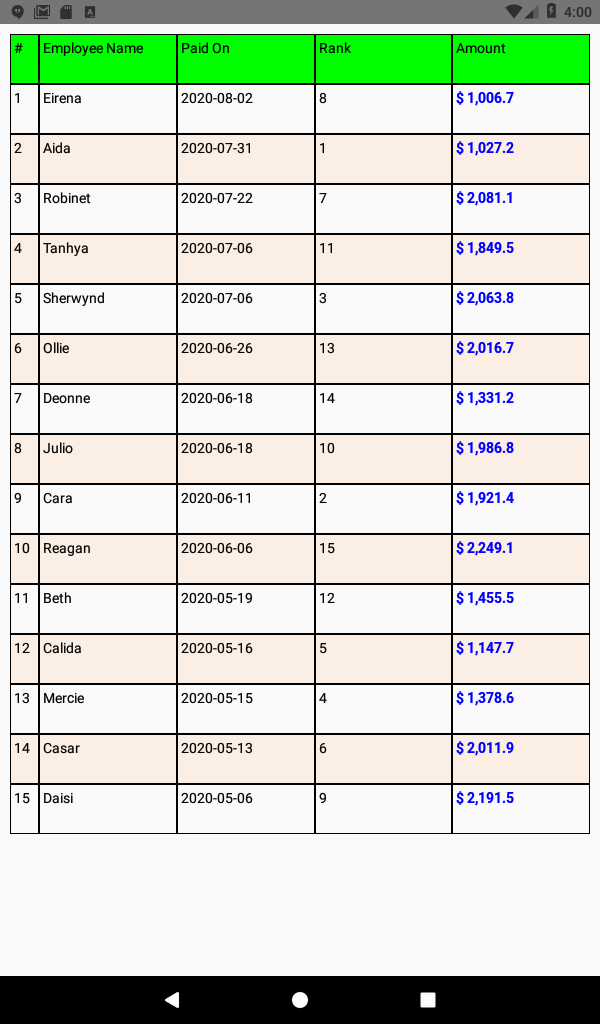 4:00
# Employee Name Paid On Rank Amount
1 Eirena 2020-08-02 8 $ 1,006.7
2 Aida 2020-07-31 1 $ 1,027.2
3 Robinet 2020-07-22 7 $ 2,081.1
4 Tanhya 2020-07-06 11 $ 1,849.5
5 Sherwynd 2020-07-06 3 $ 2,063.8
6 Ollie 2020-06-26 13 $ 2,016.7
7 Deonne 2020-06-18 14 $ 1,331.2
8 Julio 2020-06-18 10 $ 1,986.8
9 Cara 2020-06-11 2 $ 1,921.4
10 Reagan 2020-06-06 15 $ 2,249.1
11 Beth 2020-05-19 12 $ 1,455.5
12 Calida 2020-05-16 5 $ 1,147.7
13 Mercie 2020-05-15 4 $ 1,378.6
14 Casar 2020-05-13 6 $ 2,011.9
15 Daisi 2020-05-06 9 $ 2,191.5